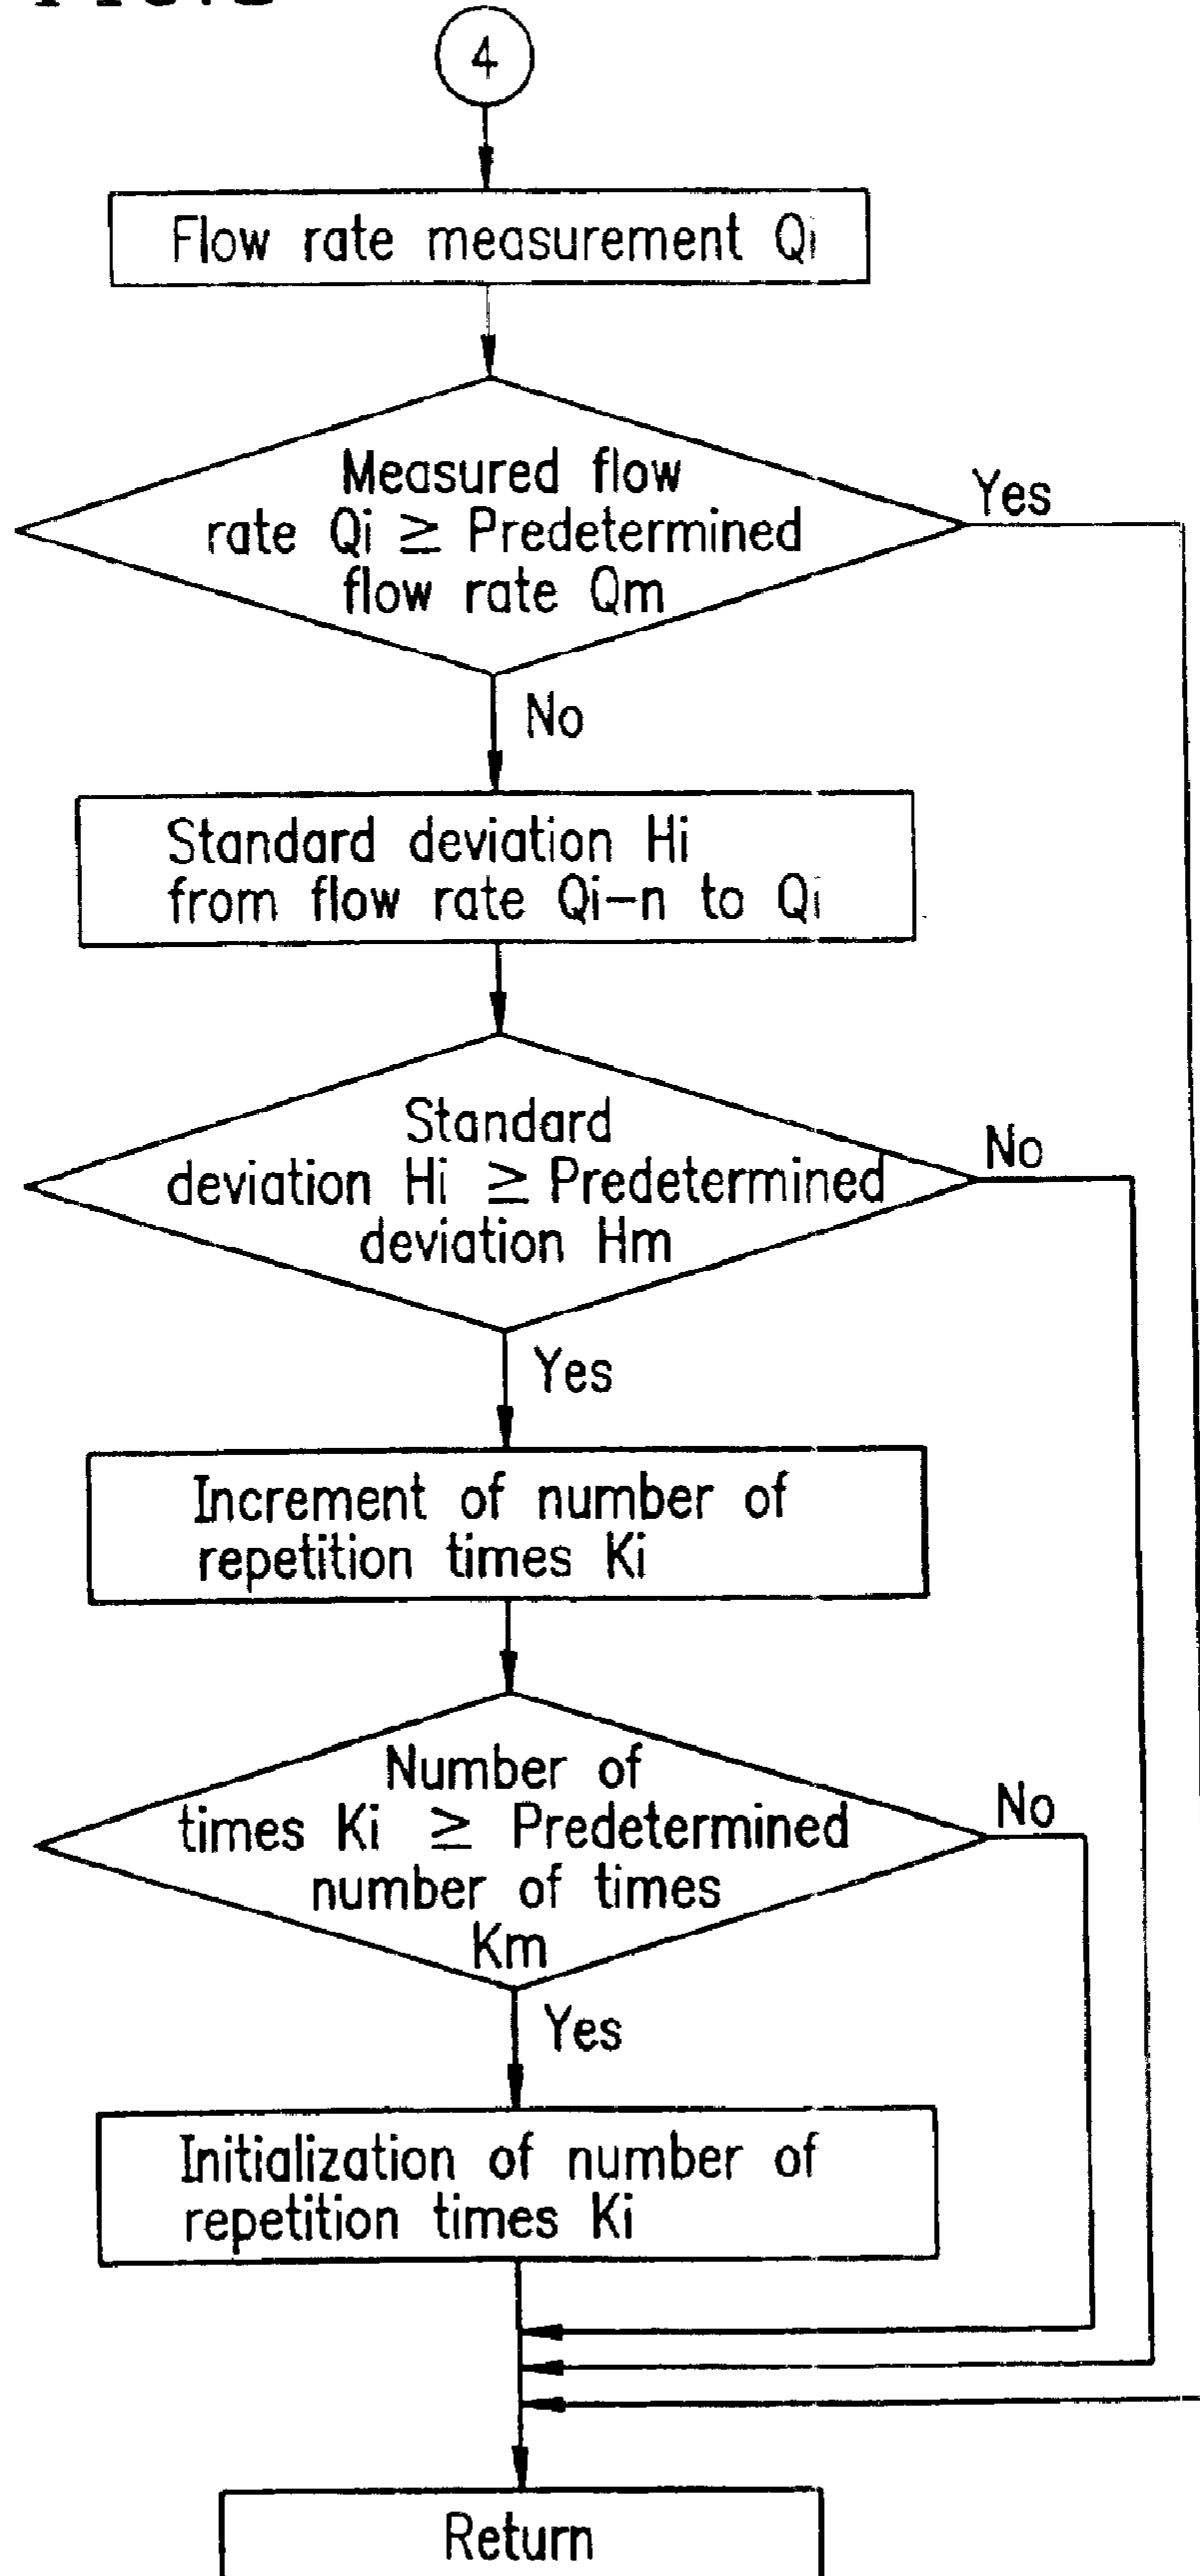 4
Flow rate measurement Qi
Measured flow
rate Qi ≥ Predetermined
flow rate Qm
Yes
No
Standard deviation Hi
from flow rate Qi-n to Qi
Standard
deviation Hi ≥ Predetermined
deviation Hm
No
Yes
Increment of number of
repetition times Ki
Number of
times Ki ≥ Predetermined
number of times
Km
No
Yes
Initialization of number of
repetition times Ki
Return